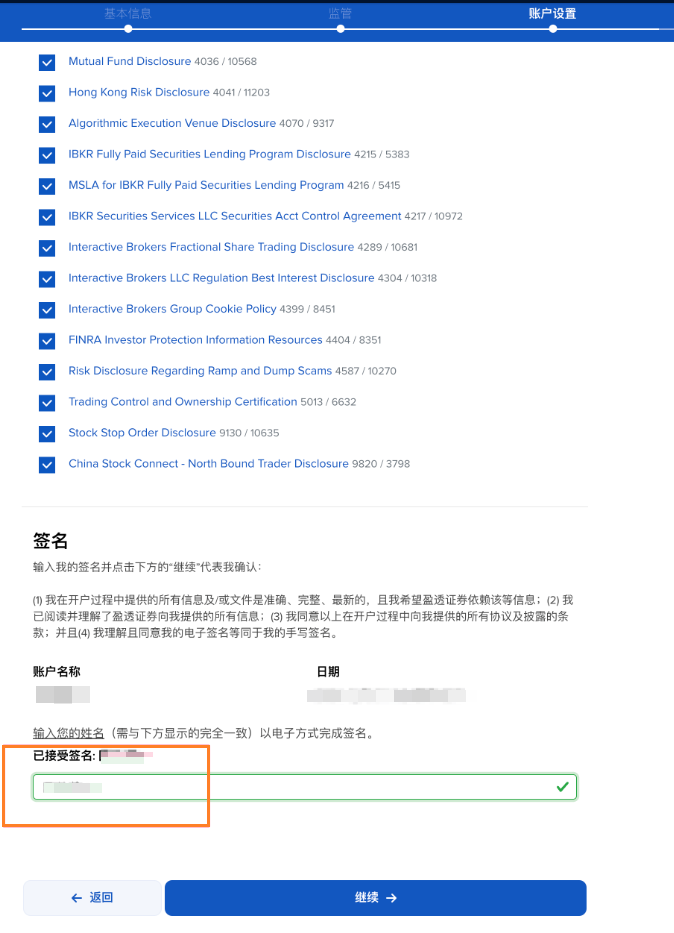 基本信息
监管
账户设置
Mutual Fund Disclosure 4036 / 10568
Hong Kong Risk Disclosure 4041 / 11203
Algorithmic Execution Venue Disclosure 4070 / 9317
IBKR Fully Paid Securities Lending Program Disclosure 4215 / 5383
MSLA for IBKR Fully Paid Securities Lending Program 4216 / 5415
IBKR Securities Services LLC Securities Acct Control Agreement 4217 / 10972
Interactive Brokers Fractional Share Trading Disclosure 4289 / 10681
Interactive Brokers LLC Regulation Best Interest Disclosure 4304 / 10318
Interactive Brokers Group Cookie Policy 4399 / 8451
FINRA Investor Protection Information Resources 4404 / 8351
Risk Disclosure Regarding Ramp and Dump Scams 4587 / 10270
Trading Control and Ownership Certification 5013 / 6632
Stock Stop Order Disclosure 9130 / 10635
China Stock Connect - North Bound Trader Disclosure 9820 / 3798
签名
输入我的签名并点击下方的“继续”代表我确认：
(1) 我在开户过程中提供的所有信息及/或文件是准确、完整、最新的，且我希望盈透证券依赖该等信息；(2) 我
已阅读并理解了盈透证券向我提供的所有信息；(3) 我同意以上在开户过程中向我提供的所有协议及披露的条
款；并且(4) 我理解且同意我的电子签名等同于我的手写签名。
账户名称
日期
输入您的姓名（需与下方显示的完全一致）以电子方式完成签名。
已接受签名:
← 返回
继续 →